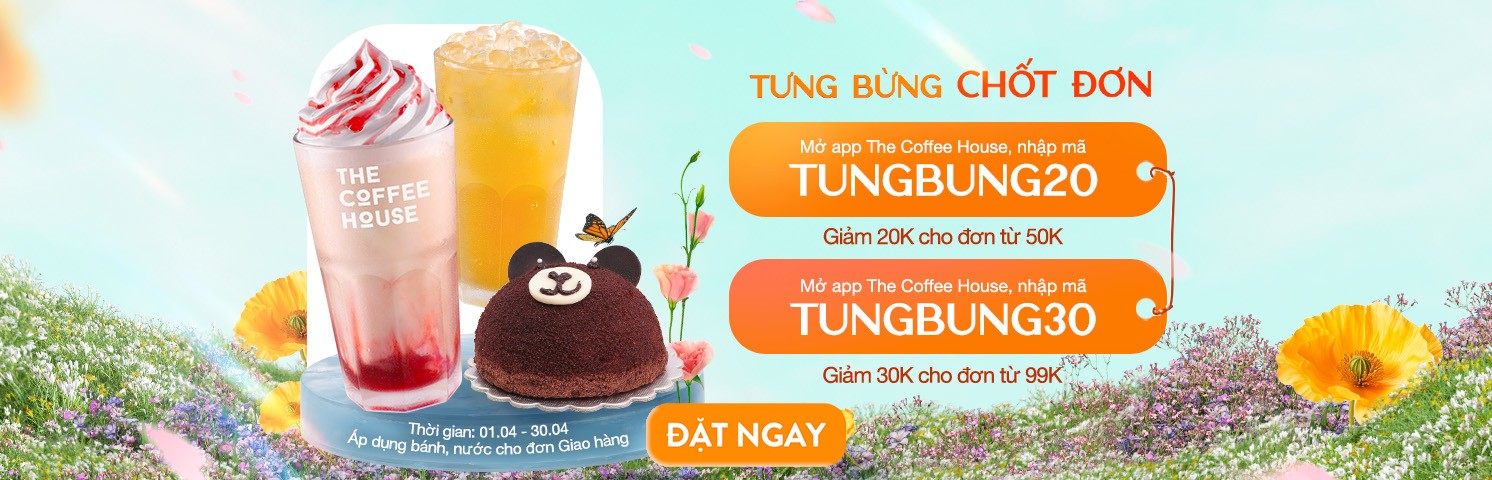 THE
COFFEE
HOUSE
TƯNG BỪNG CHỐT ĐƠN
Mở app The Coffee House, nhập mã
TUNGBUNG20
Giảm 20K cho đơn từ 50K
Mở app The Coffee House, nhập mã
TUNGBUNG30
Giảm 30K cho đơn từ 99K
Thời gian: 01.04 - 30.04
Áp dụng bánh, nước cho đơn Giao hàng
ĐẶT NGAY